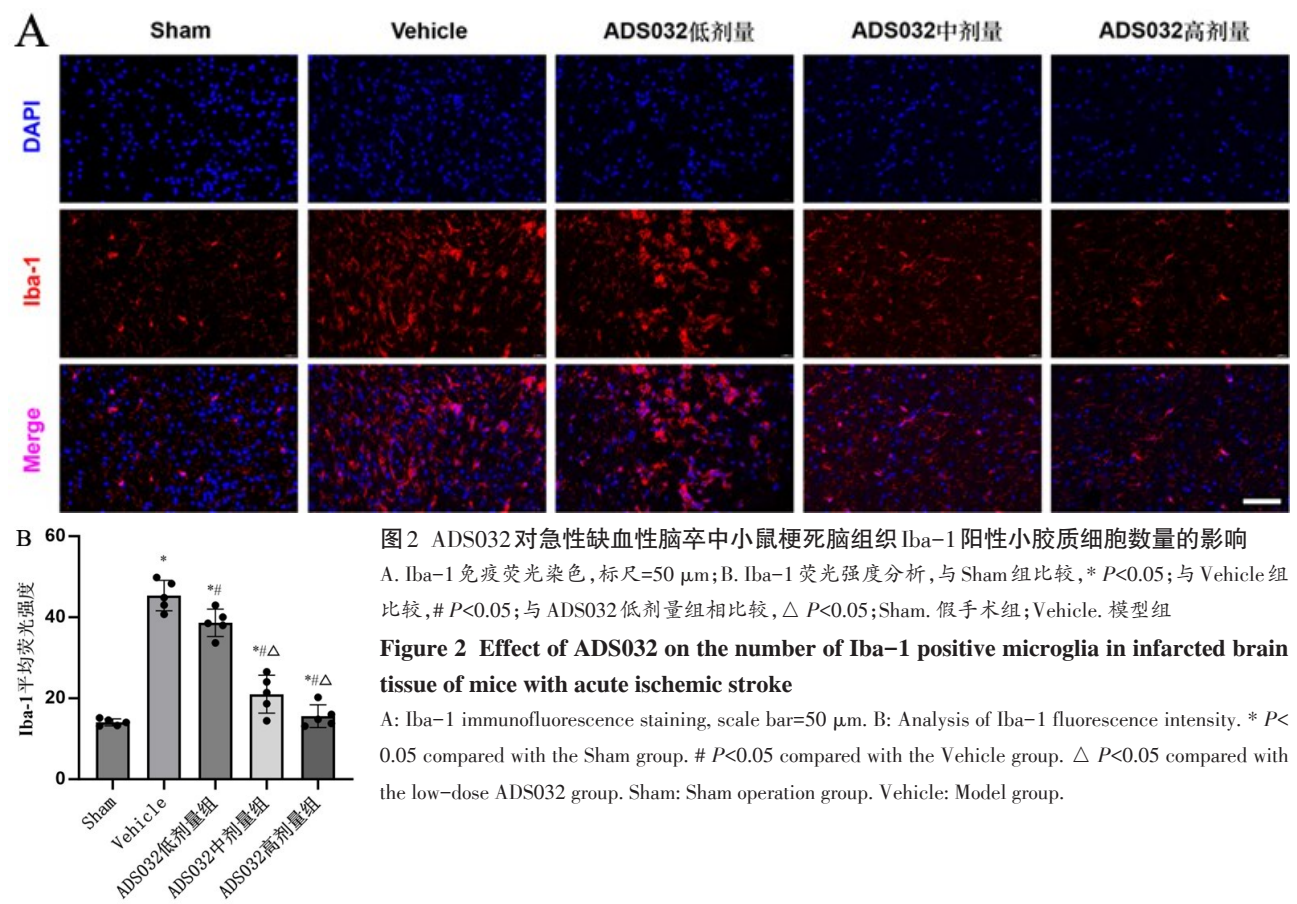 A
Sham Vehicle ADS032低剂量 ADS032中剂量 ADS032高剂量
DAPI
Iba-1
Merge
B
Iba-1平均荧光强度
60
40
20
0
*
*#
*#△
*#△
Sham
Vehicle
ADS032低剂量组
ADS032中剂量组
ADS032高剂量组
图2 ADS032对急性缺血性脑卒中小鼠梗死脑组织Iba-1阳性小胶质细胞数量的影响
A. Iba-1免疫荧光染色,标尺=50 μm;B. Iba-1荧光强度分析,与Sham组比较,* P<0.05;与Vehicle组
比较,# P<0.05;与ADS032低剂量组相比较,△ P<0.05;Sham. 假手术组;Vehicle. 模型组
Figure 2 Effect of ADS032 on the number of Iba-1 positive microglia in infarcted brain
tissue of mice with acute ischemic stroke
A: Iba-1 immunofluorescence staining, scale bar=50 μm. B: Analysis of Iba-1 fluorescence intensity. * P<
0.05 compared with the Sham group. # P<0.05 compared with the Vehicle group. △ P<0.05 compared with
the low-dose ADS032 group. Sham: Sham operation group. Vehicle: Model group.